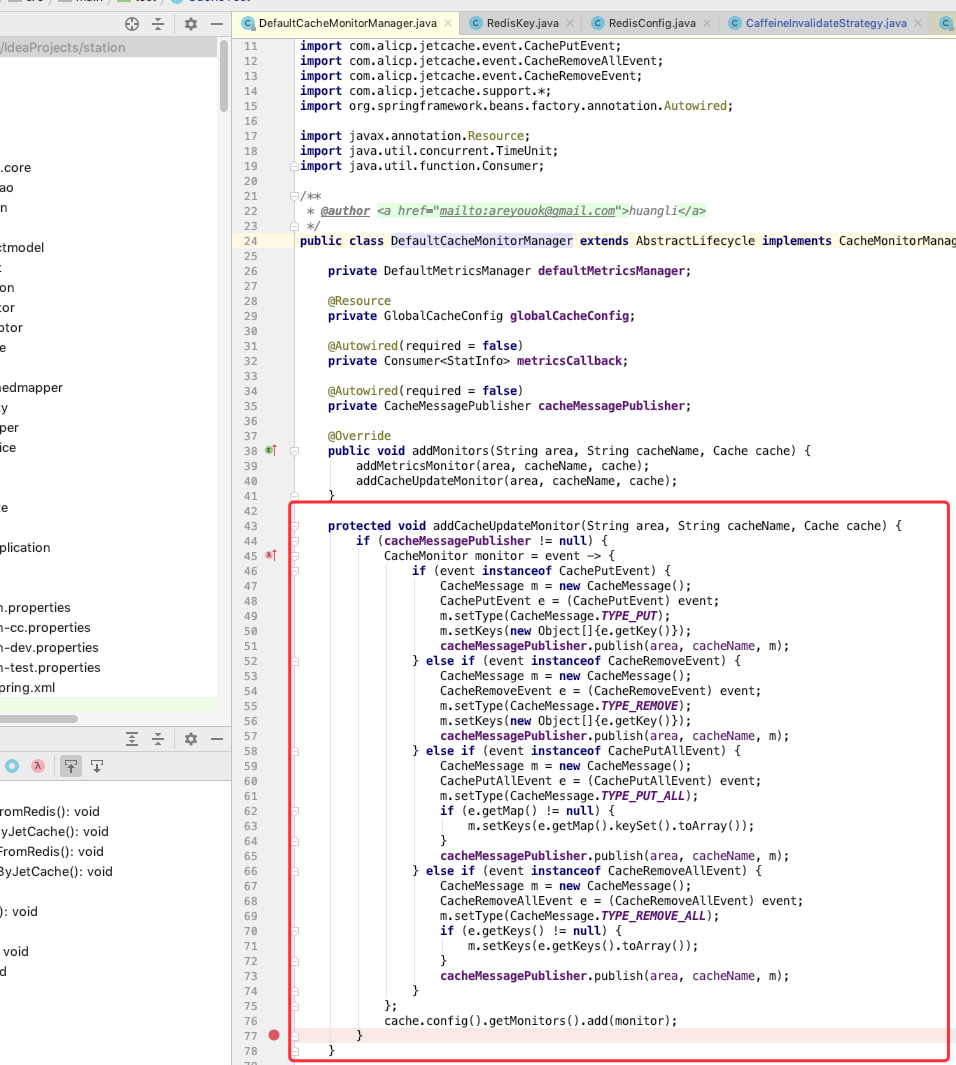 test
/IdeaProjects/station
.core
ao
n
ctmodel
t
on
tor
ptor
e
nedmapper
ty
per
ice
te
plication
n.properties
n-cc.properties
n-dev.properties
n-test.properties
pring.xml
romRedis(): void
yJetCache(): void
FromRedis(): void
ByJetCache(): void
): void
void
d
DefaultCacheMonitorManager.java
RedisKey.java
RedisConfig.java
CaffeineInvalidateStrategy.java
11 import com.alicp.jetcache.event.CachePutEvent;
12 import com.alicp.jetcache.event.CacheRemoveAllEvent;
13 import com.alicp.jetcache.event.CacheRemoveEvent;
14 import com.alicp.jetcache.support.*;
15 import org.springframework.beans.factory.annotation.Autowired;
16
17 import javax.annotation.Resource;
18 import java.util.concurrent.TimeUnit;
19 import java.util.function.Consumer;
20
21 /**
22 * @author <a href="mailto:areyouok@gmail.com">huangli</a>
23 */
24 public class DefaultCacheMonitorManager extends AbstractLifecycle implements CacheMonitorManag
25
26 private DefaultMetricsManager defaultMetricsManager;
27
28 @Resource
29 private GlobalCacheConfig globalCacheConfig;
30
31 @Autowired(required = false)
32 private Consumer<StatInfo> metricsCallback;
33
34 @Autowired(required = false)
35 private CacheMessagePublisher cacheMessagePublisher;
36
37 @Override
38 public void addMonitors(String area, String cacheName, Cache cache) {
39 addMetricsMonitor(area, cacheName, cache);
40 addCacheUpdateMonitor(area, cacheName, cache);
41 }
42
43 protected void addCacheUpdateMonitor(String area, String cacheName, Cache cache) {
44 if (cacheMessagePublisher != null) {
45 CacheMonitor monitor = event -> {
46 if (event instanceof CachePutEvent) {
47 CacheMessage m = new CacheMessage();
48 CachePutEvent e = (CachePutEvent) event;
49 m.setType(CacheMessage.TYPE_PUT);
50 m.setKeys(new Object[]{e.getKey()});
51 cacheMessagePublisher.publish(area, cacheName, m);
52 } else if (event instanceof CacheRemoveEvent) {
53 CacheMessage m = new CacheMessage();
54 CacheRemoveEvent e = (CacheRemoveEvent) event;
55 m.setType(CacheMessage.TYPE_REMOVE);
56 m.setKeys(new Object[]{e.getKey()});
57 cacheMessagePublisher.publish(area, cacheName, m);
58 } else if (event instanceof CachePutAllEvent) {
59 CacheMessage m = new CacheMessage();
60 CachePutAllEvent e = (CachePutAllEvent) event;
61 m.setType(CacheMessage.TYPE_PUT_ALL);
62 if (e.getMap() != null) {
63 m.setKeys(e.getMap().keySet().toArray());
64 }
65 cacheMessagePublisher.publish(area, cacheName, m);
66 } else if (event instanceof CacheRemoveAllEvent) {
67 CacheMessage m = new CacheMessage();
68 CacheRemoveAllEvent e = (CacheRemoveAllEvent) event;
69 m.setType(CacheMessage.TYPE_REMOVE_ALL);
70 if (e.getKeys() != null) {
71 m.setKeys(e.getKeys().toArray());
72 }
73 cacheMessagePublisher.publish(area, cacheName, m);
74 }
75 };
76 cache.config().getMonitors().add(monitor);
77 }
78 }